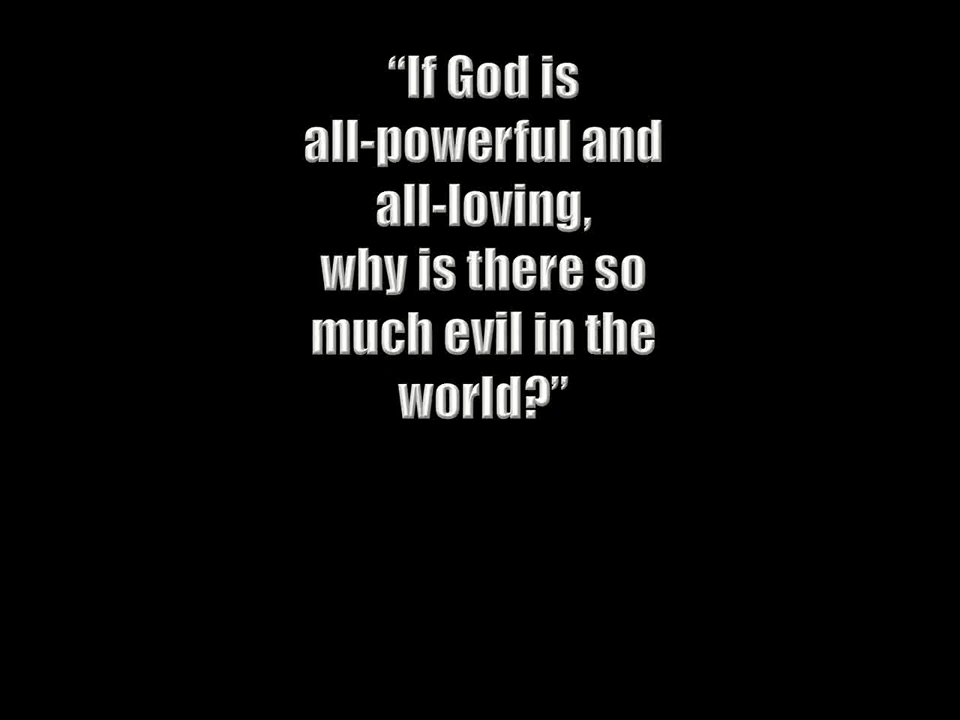 “If God is
all-powerful and
all-loving,
why is there so
much evil in the
world?”